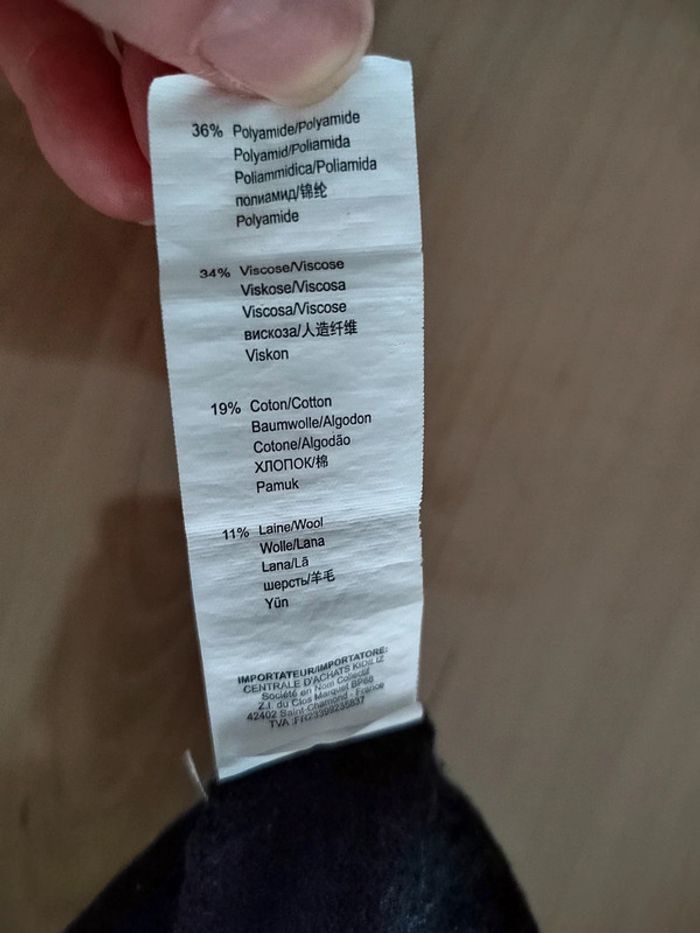 36% Polyamide/Polyamide
Polyamid/Poliamida
Poliammidica/Poliamida
полиамид/锦纶
Polyamide
34% Viscose/Viscose
Viskose/Viscosa
Viscosa/Viscose
вискоза/人造纤维
Viskon
19% Coton/Cotton
Baumwolle/Algodon
Cotone/Algodão
ХЛОПОК/棉
Pamuk
11% Laine/Wool
Wolle/Lana
Lana/Lã
шерсть/羊毛
Yün
IMPORTATEUR/IMPORTATORE:
CENTRALE D'ACHATS KIDILIZ
Société en Nom Collectif
Z.I. du Clos Marquet BP68
42402 Saint-Chamond - France
TVA :FR23399235837